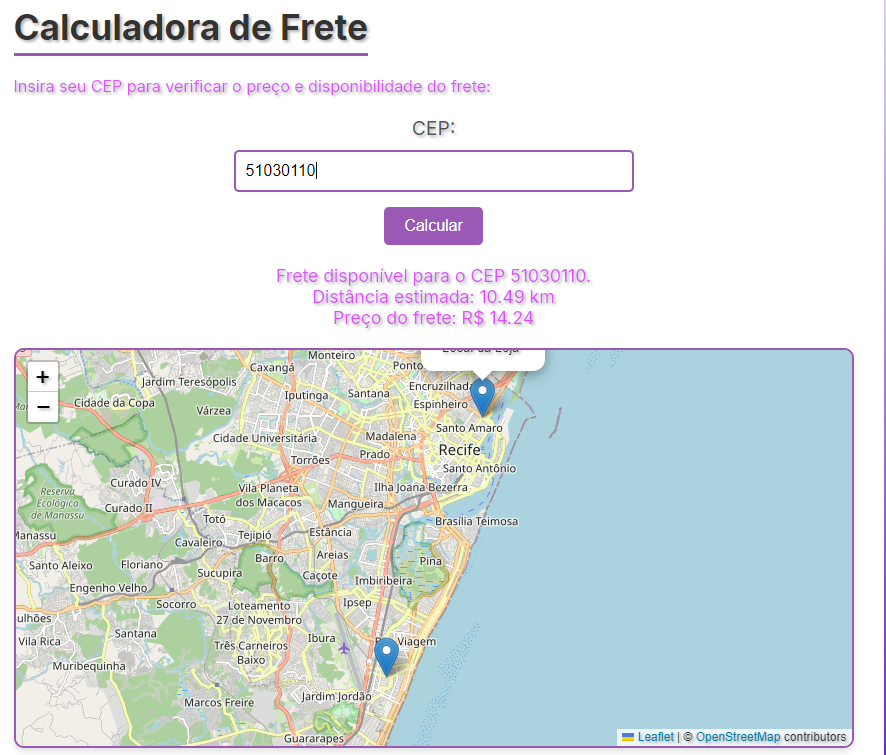 Calculadora de Frete
Insira seu CEP para verificar o preço e disponibilidade do frete:
CEP:
51030110
Calcular
Frete disponível para o CEP 51030110.
Distância estimada: 10.49 km
Preço do frete: R$ 14.24
+
−
Monteiro
Caxangá
Jardim Teresópolis
Encruzilhada
Iputinga
Santana
Cidade da Copa
Várzea
Espinheiro
Santo Amaro
Cidade Universitária
Madalena
Recife
Torrões
Prado
Santo Antônio
Curado IV
Vila Planeta
dos Macacos
Ilha Joana Bezerra
Reserva
Ecológica
de Manassu
Curado II
Mangueira
Totó
Brasília Teimosa
Manassu
Cavaleiro
Tejipió
Estância
Santo Aleixo
Floriano
Barro
Areias
Pina
Sucupira
Caçote
Imbiribeira
Engenho Velho
Socorro
Loteamento
27 de Novembro
Ipsep
ulhões
Santana
Vila Rica
Três Carneiros
Baixo
Ibura
Viagem
Muribequinha
Marcos Freire
Jardim Jordão
Guararapes
Leaflet | © OpenStreetMap contributors